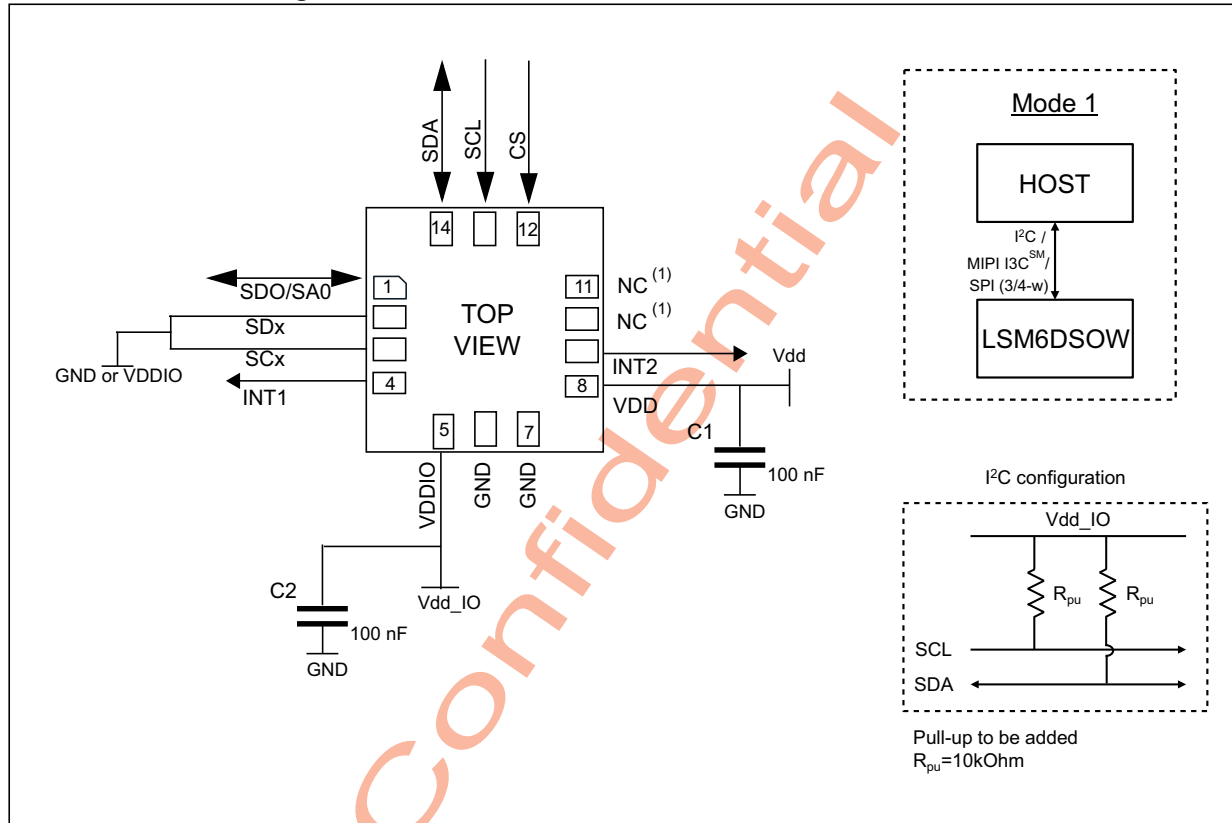 SDA
SCL
CS
14
12
SDO/SA0
1
SDx
SCx
GND or VDDIO
INT1
4
TOP
VIEW
11
NC (1)
NC (1)
INT2
8
VDD
Vdd
5
7
VDDIO
GND
GND
C1
100 nF
GND
C2
100 nF
GND
Vdd_IO
Mode 1
HOST
I²C /
MIPI I3C^SM/
SPI (3/4-w)
LSM6DSOW
I²C configuration
Vdd_IO
Rpu
Rpu
SCL
SDA
Pull-up to be added
Rpu=10kOhm
Confidential